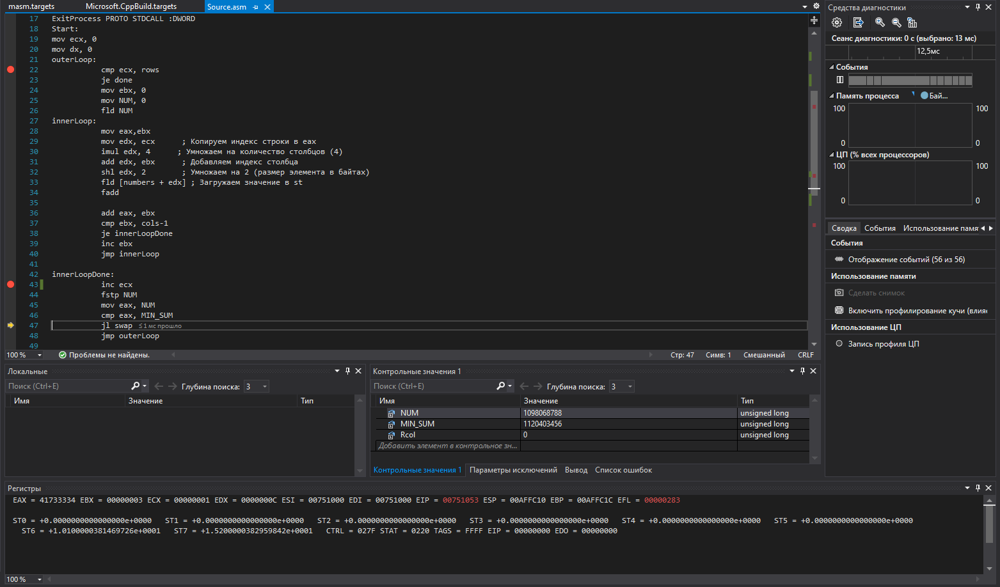 masm.targets Microsoft.CppBuild.targets Source.asm
17 ExitProcess PROTO STDCALL :DWORD
18 Start:
19 mov ecx, 0
20 mov dx, 0
21 outerLoop:
22 cmp ecx, rows
23 je done
24 mov ebx, 0
25 mov NUM, 0
26 fld NUM
27 innerLoop:
28 mov eax,ebx
29 mov edx, ecx ; Копируем индекс строки в eax
30 imul edx, 4 ; Умножаем на количество столбцов (4)
31 add edx, ebx ; Добавляем индекс столбца
32 shl edx, 2 ; Умножаем на 2 (размер элемента в байтах)
33 fld [numbers + edx] ; Загружаем значение в st
34 fadd
35
36 add eax, ebx
37 cmp ebx, cols-1
38 je innerLoopDone
39 inc ebx
40 jmp innerLoop
41
42 innerLoopDone:
43 inc ecx
44 fstp NUM
45 mov eax, NUM
46 cmp eax, MIN_SUM
47 jl swap ≤1 мс прошло
48 jmp outerLoop
49
100 % Проблемы не найдены. Стр: 47 Симв: 1 Смешанный CRLF
Средства диагностики
Сеанс диагностики: 0 с (выбрано: 13 мс)
12,5мс
События
Память процесса Бай...
100 100
0 0
ЦП (% всех процессоров)
100 100
0 0
Сводка События Использование памят
События
Отображение событий (56 из 56)
Использование памяти
Сделать снимок
Включить профилирование кучи (влияе
Использование ЦП
Запись профиля ЦП
Локальные
Поиск (Ctrl+E) Глубина поиска: 3
Имя Значение Тип
Контрольные значения 1
Поиск (Ctrl+E) Глубина поиска: 3
Имя Значение Тип
NUM 1098068788 unsigned long
MIN_SUM 1120403456 unsigned long
Rcol 0 unsigned long
Добавить элемент в контрольное зн...
Контрольные значения 1 Параметры исключений Вывод Список ошибок
Регистры
EAX = 41733334 EBX = 00000003 ECX = 00000001 EDX = 0000000C ESI = 00751000 EDI = 00751000 EIP = 00751053 ESP = 00AFFC10 EBP = 00AFFC1C EFL = 00000283
ST0 = +0.0000000000000000e+0000 ST1 = +0.0000000000000000e+0000 ST2 = +0.0000000000000000e+0000 ST3 = +0.0000000000000000e+0000 ST4 = +0.0000000000000000e+0000 ST5 = +0.0000000000000000e+0000
ST6 = +1.0100000381469726e+0001 ST7 = +1.5200000382959842e+0001 CTRL = 027F STAT = 0220 TAGS = FFFF EIP = 00000000 EDO = 00000000
100 %